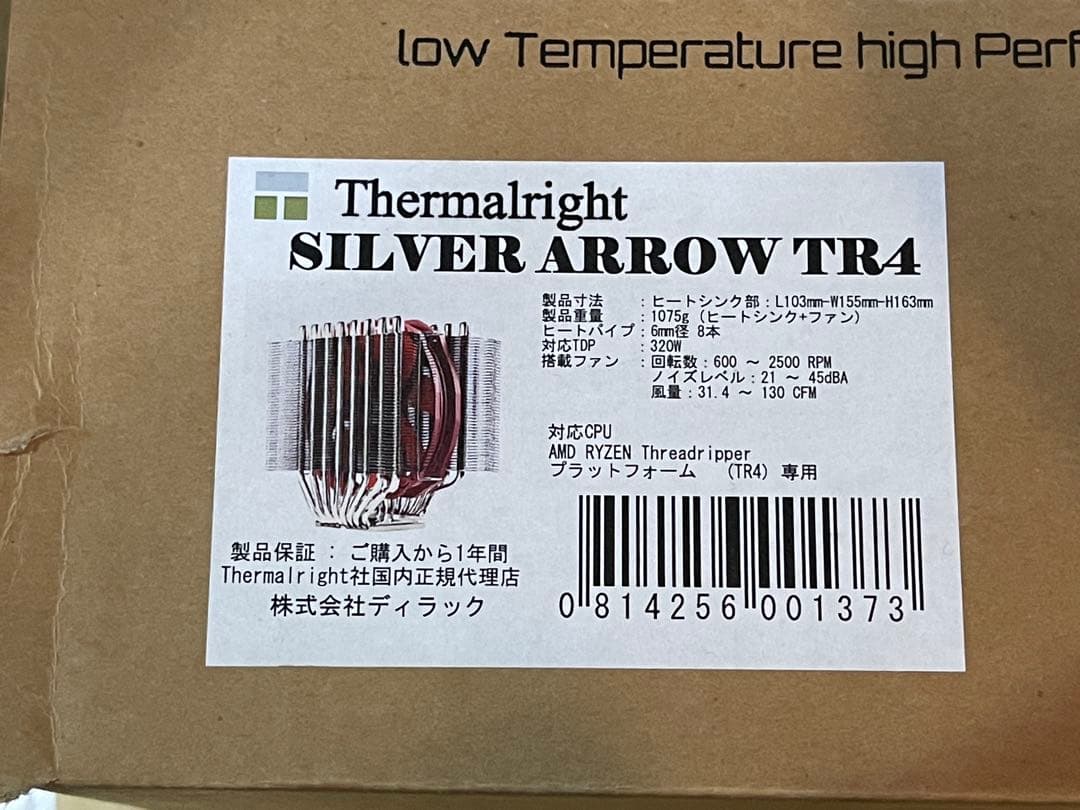 low Temperature high Perf
Thermalright
SILVER ARROW TR4
製品寸法 : ヒートシンク部 : L103mm-W155mm-H163mm
製品重量 : 1075g (ヒートシンク+ファン)
ヒートパイプ : 6mm径 8本
対応TDP : 320W
搭載ファン : 回転数 : 600 ～ 2500 RPM
ノイズレベル : 21 ～ 45dBA
風量 : 31.4 ～ 130 CFM
対応CPU
AMD RYZEN Threadripper
プラットフォーム (TR4) 専用
製品保証 : ご購入から1年間
Thermalright社国内正規代理店
株式会社ディラック
0 814256 001373